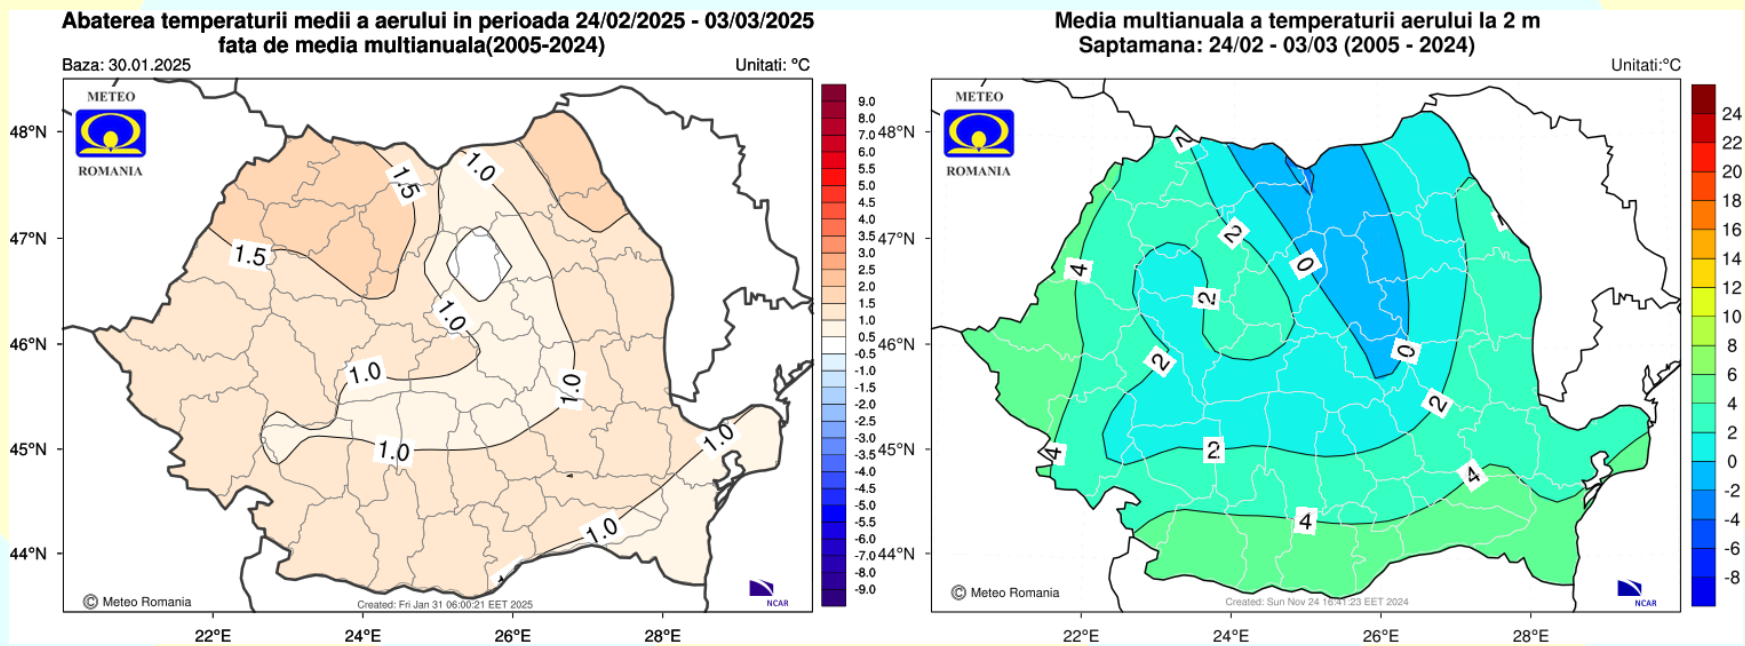 Abaterea temperaturii medii a aerului in perioada 24/02/2025 - 03/03/2025
fata de media multianuala(2005-2024)
Baza: 30.01.2025
Unitati: °C
METEO
ROMANIA
48°N
47°N
46°N
45°N
44°N
22°E
24°E
26°E
28°E
1.5
1.0
1.5
1.0
1.0
1.0
1.0
1.0
1.0
9.0
8.0
7.0
6.0
5.5
5.0
4.5
4.0
3.5
3.0
2.5
2.0
1.5
1.0
0.5
-0.5
-1.0
-1.5
-2.0
-2.5
-3.0
-3.5
-4.0
-4.5
-5.0
-5.5
-6.0
-7.0
-8.0
-9.0
© Meteo Romania
Created: Fri Jan 31 06:00:21 EET 2025
NCAR
Media multianuala a temperaturii aerului la 2 m
Saptamana: 24/02 - 03/03 (2005 - 2024)
Unitati:°C
METEO
ROMANIA
48°N
47°N
46°N
45°N
44°N
22°E
24°E
26°E
28°E
2
2
0
4
2
2
0
2
4
2
4
4
24
22
20
18
16
14
12
10
8
6
4
2
0
-2
-4
-6
-8
© Meteo Romania
Created: Sun Nov 24 16:41:23 EET 2024
NCAR